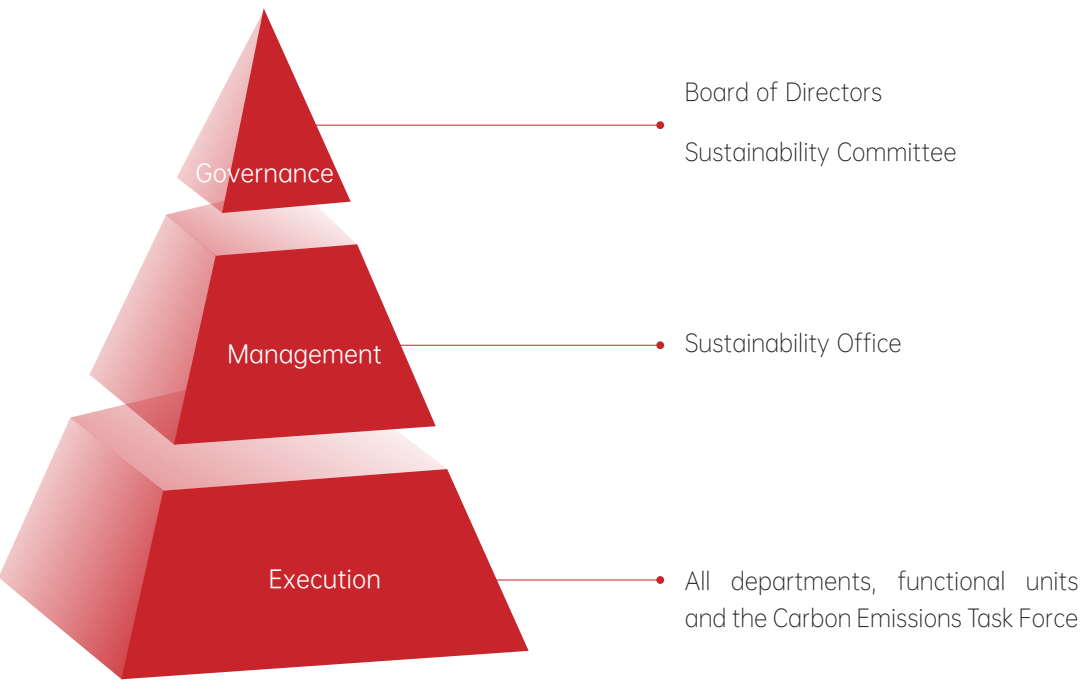 Governance
Board of Directors
Sustainability Committee
Management
Sustainability Office
Execution
All departments, functional units
and the Carbon Emissions Task Force